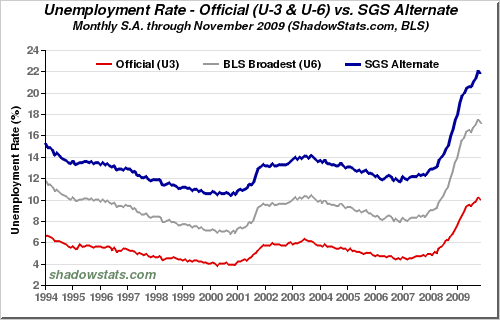 Unemployment Rate - Official (U-3 & U-6) vs. SGS Alternate
Monthly S.A. through November 2009 (ShadowStats.com, BLS)
Official (U3) BLS Broadest (U6) SGS Alternate
Unemployment Rate (%)
24
22
20
18
16
14
12
10
8
6
4
2
shadowstats.com
1994 1995 1996 1997 1998 1999 2000 2001 2002 2003 2004 2005 2006 2007 2008 2009